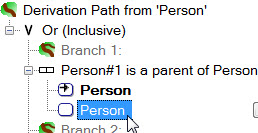 Derivation Path from 'Person'
Or (Inclusive)
Branch 1:
Person#1 is a parent of Person
Person
Person
Branch 2: